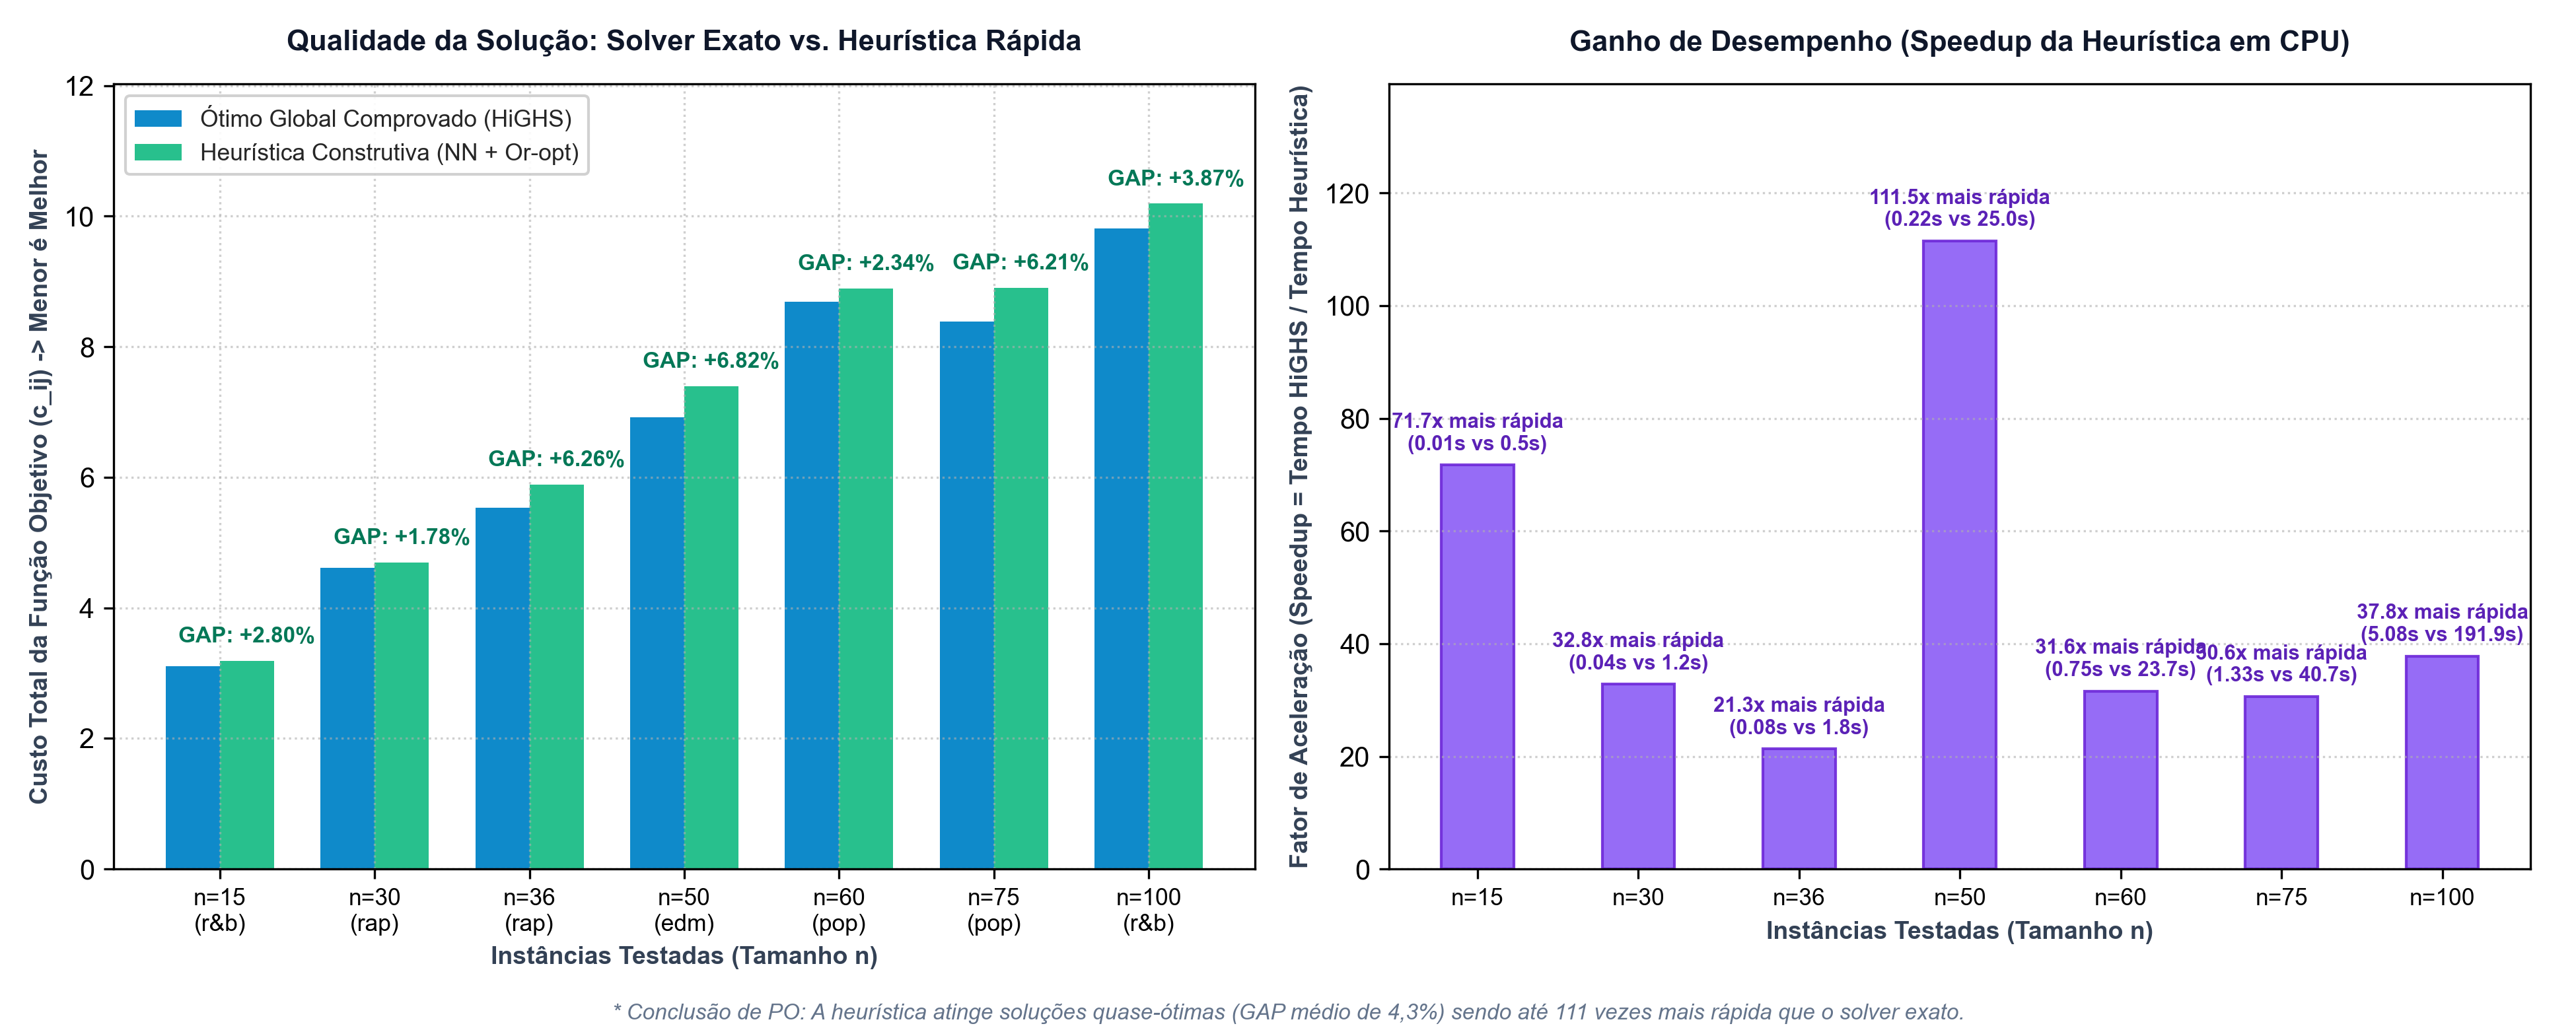 Qualidade da Solução: Solver Exato vs. Heurística Rápida
Custo Total da Função Objetivo (c_ij) -> Menor é Melhor
12
10
8
6
4
2
0
Ótimo Global Comprovado (HiGHS)
Heurística Construtiva (NN + Or-opt)
GAP: +2.80%
GAP: +1.78%
GAP: +6.26%
GAP: +6.82%
GAP: +2.34%
GAP: +6.21%
GAP: +3.87%
n=15
(r&b)
n=30
(rap)
n=36
(rap)
n=50
(edm)
n=60
(pop)
n=75
(pop)
n=100
(r&b)
Instâncias Testadas (Tamanho n)
Ganho de Desempenho (Speedup da Heurística em CPU)
Fator de Aceleração (Speedup = Tempo HiGHS / Tempo Heurística)
120
100
80
60
40
20
0
71.7x mais rápida
(0.01s vs 0.5s)
32.8x mais rápida
(0.04s vs 1.2s)
21.3x mais rápida
(0.08s vs 1.8s)
111.5x mais rápida
(0.22s vs 25.0s)
31.6x mais rápida
(0.75s vs 23.7s)
30.6x mais rápida
(1.33s vs 40.7s)
37.8x mais rápida
(5.08s vs 191.9s)
n=15
n=30
n=36
n=50
n=60
n=75
n=100
Instâncias Testadas (Tamanho n)
* Conclusão de PO: A heurística atinge soluções quase-ótimas (GAP médio de 4,3%) sendo até 111 vezes mais rápida que o solver exato.